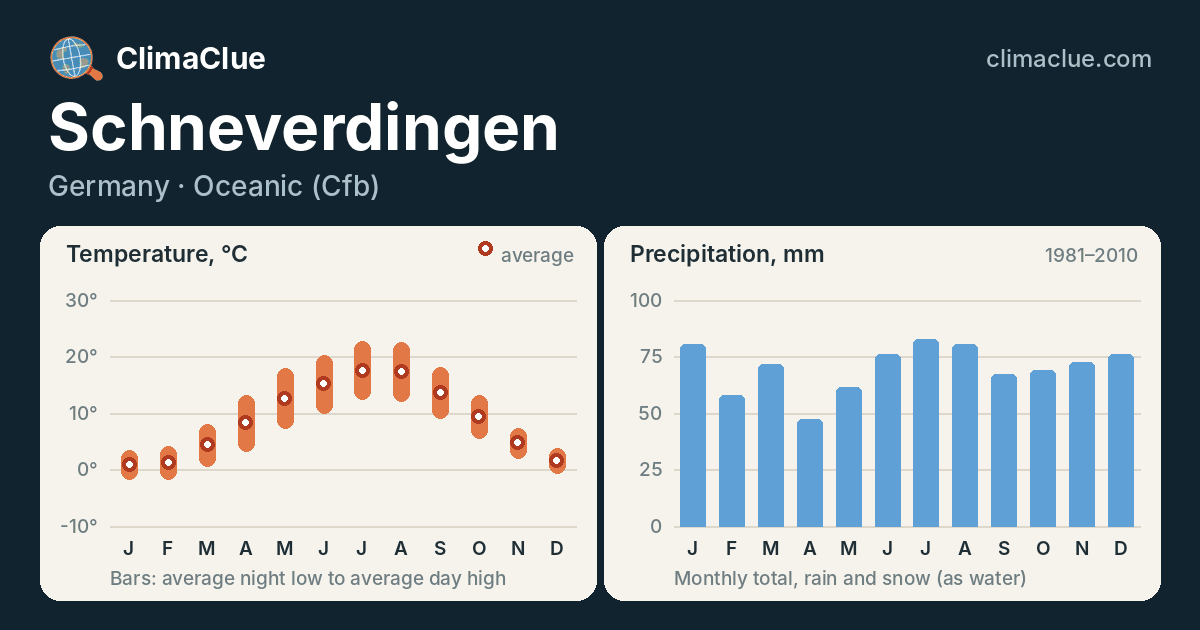 ClimaClue
climaclue.com
Schneverdingen
Germany · Oceanic (Cfb)
Temperature, °C
average
30°
20°
10°
0°
-10°
J F M A M J J A S O N D
Bars: average night low to average day high
Precipitation, mm
1981–2010
100
75
50
25
0
J F M A M J J A S O N D
Monthly total, rain and snow (as water)